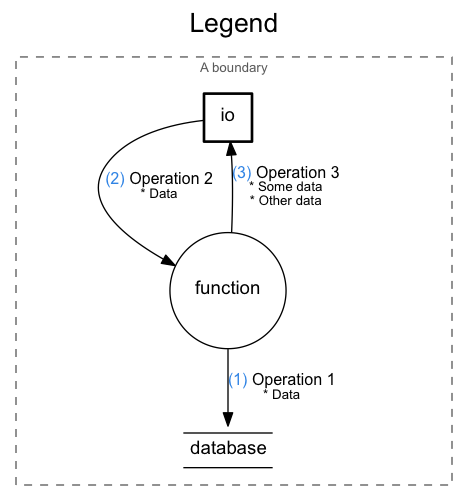 Legend
A boundary
io
(2) Operation 2
* Data
(3) Operation 3
* Some data
* Other data
function
(1) Operation 1
* Data
database